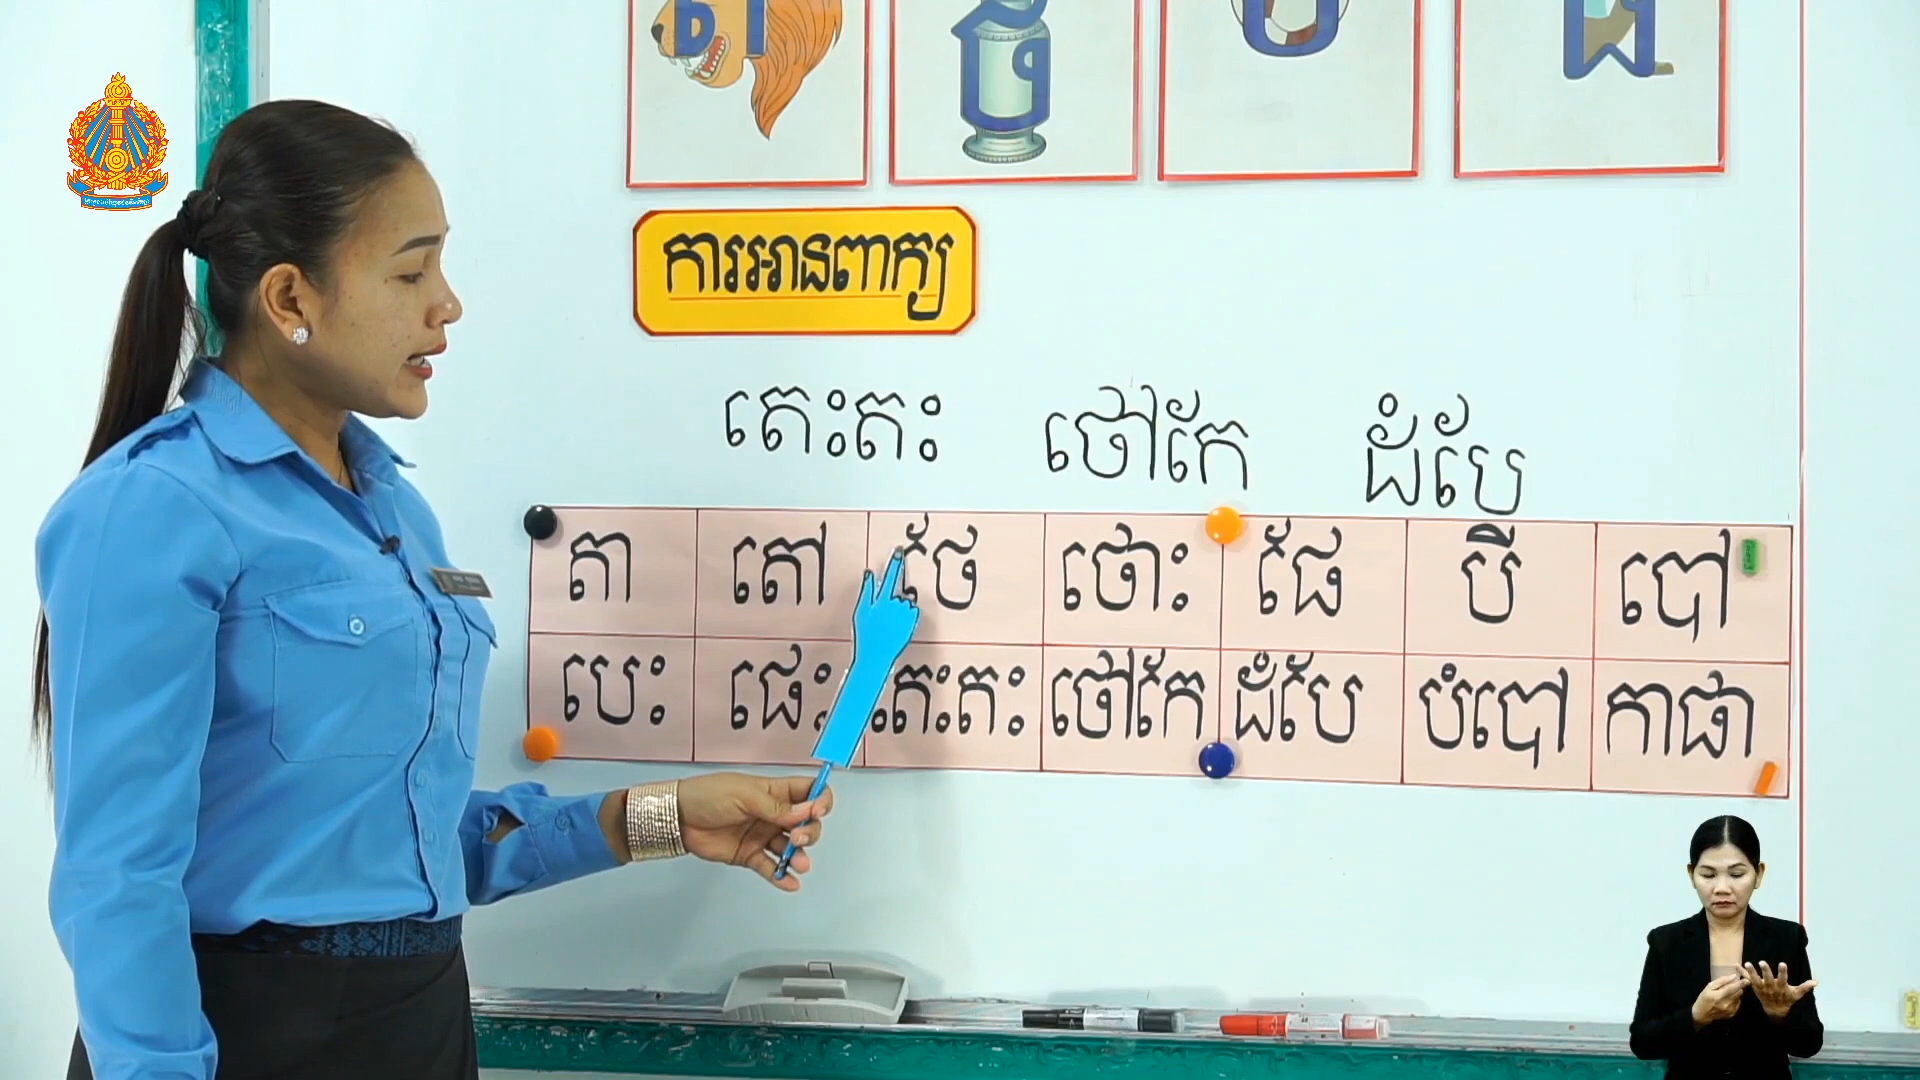 ការអានពាក្យ
តេះតះ ថៅកែ ដំបែ
តា តៅ ថែ ថោះ ផែ បី បៅ
បេះ ផេះ តេះតះ ថៅកែ ដំបែ បំបៅ កាផា